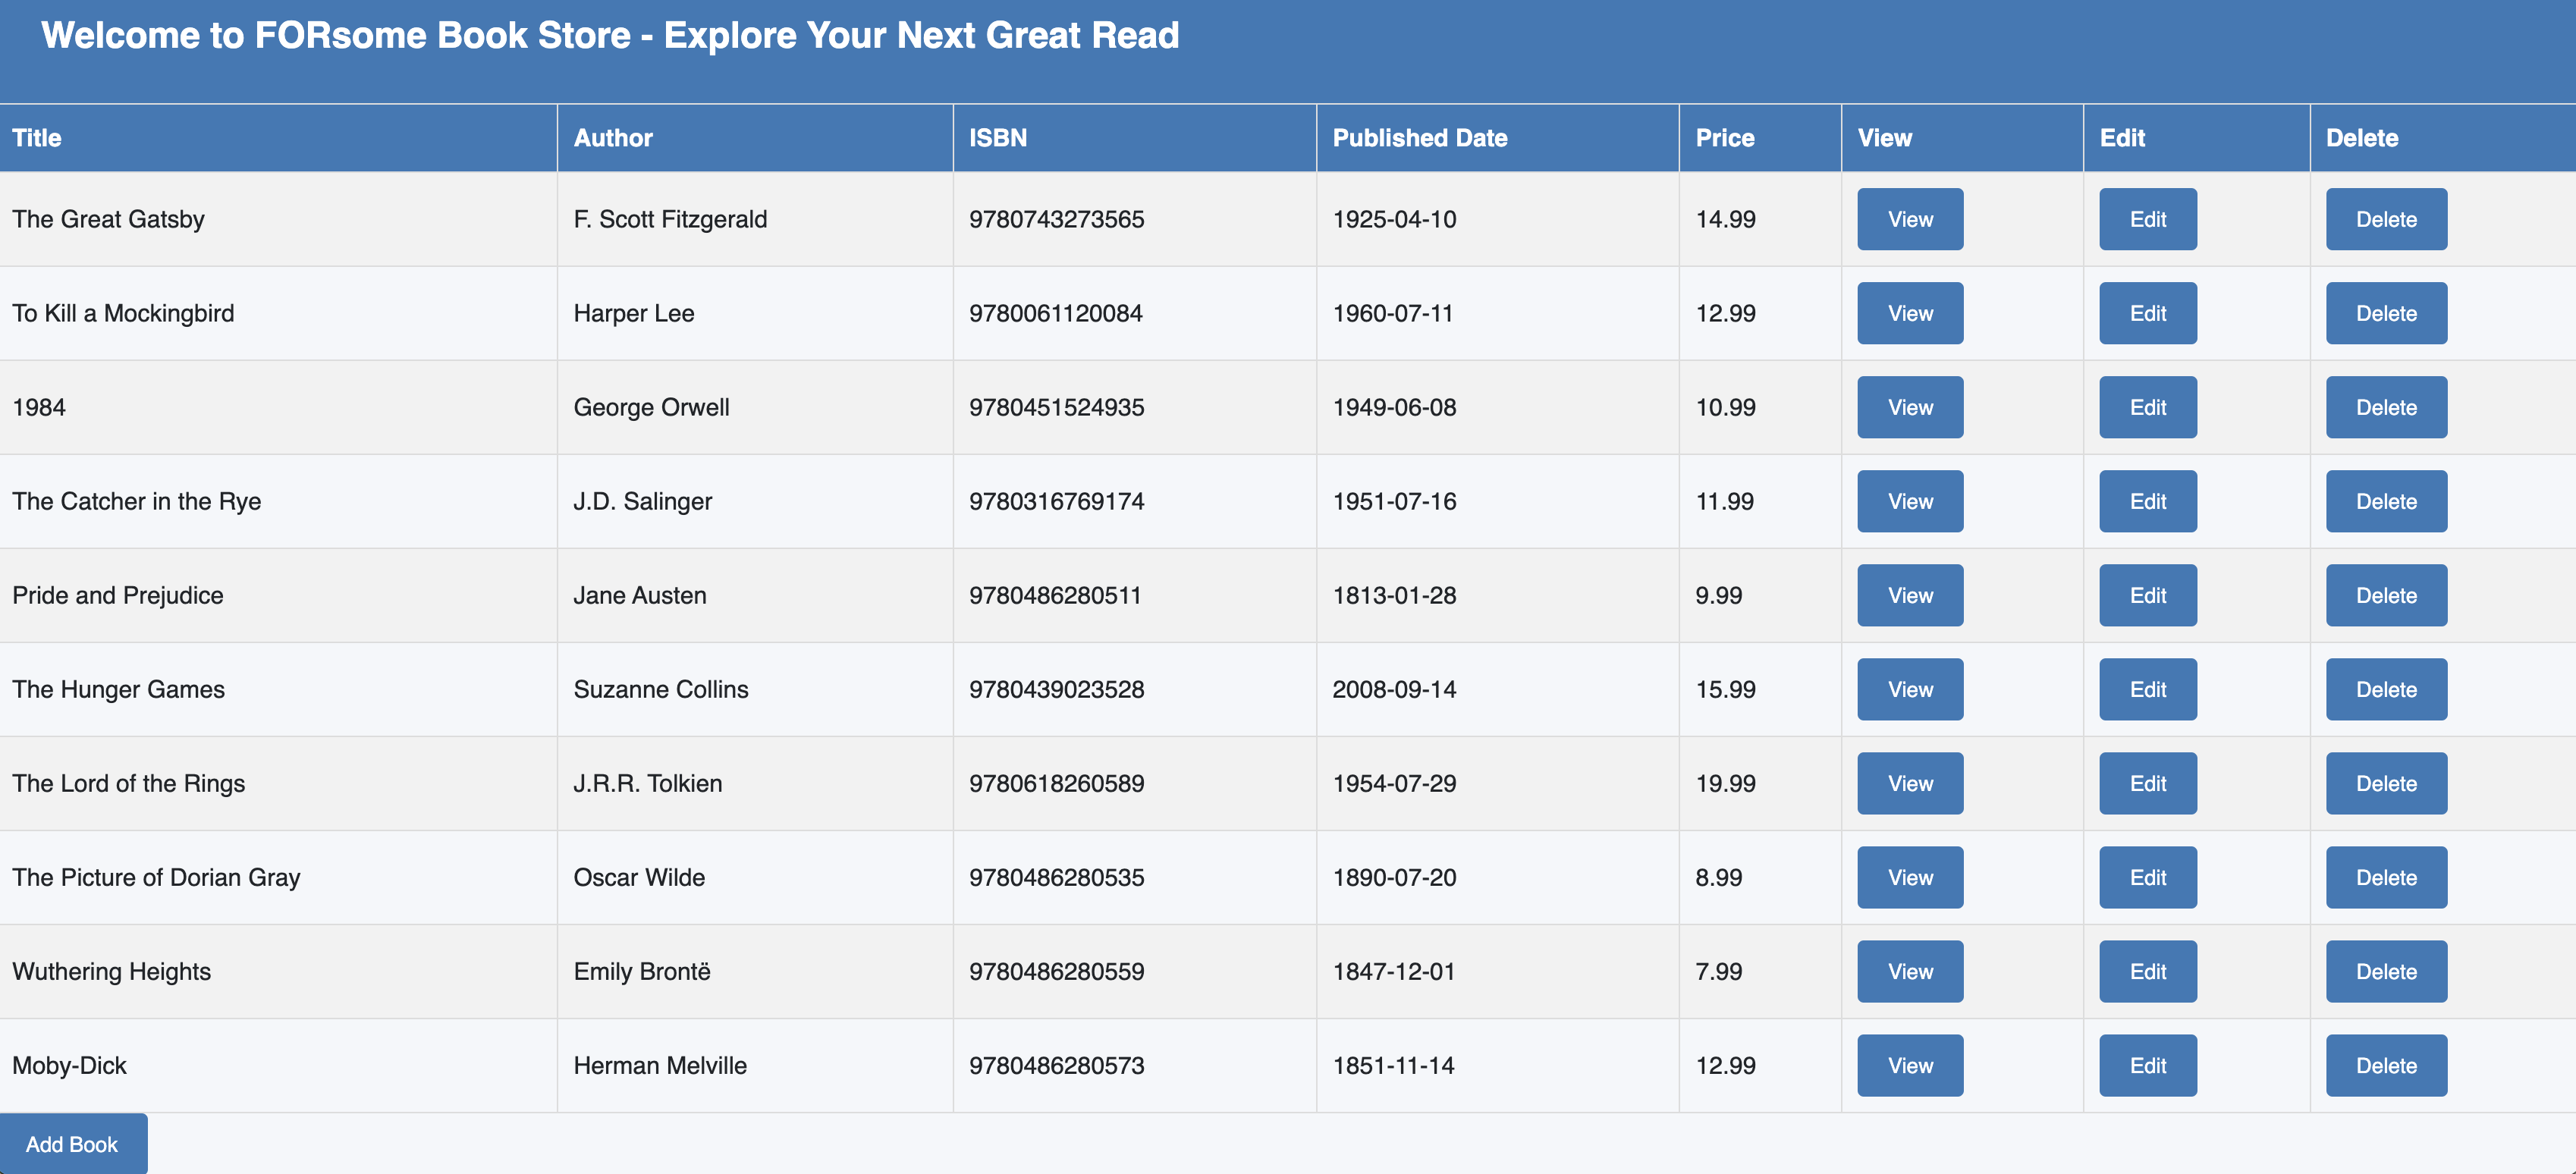 Welcome to FORsome Book Store - Explore Your Next Great Read
Title Author ISBN Published Date Price View Edit Delete
The Great Gatsby F. Scott Fitzgerald 9780743273565 1925-04-10 14.99 View Edit Delete
To Kill a Mockingbird Harper Lee 9780061120084 1960-07-11 12.99 View Edit Delete
1984 George Orwell 9780451524935 1949-06-08 10.99 View Edit Delete
The Catcher in the Rye J.D. Salinger 9780316769174 1951-07-16 11.99 View Edit Delete
Pride and Prejudice Jane Austen 9780486280511 1813-01-28 9.99 View Edit Delete
The Hunger Games Suzanne Collins 9780439023528 2008-09-14 15.99 View Edit Delete
The Lord of the Rings J.R.R. Tolkien 9780618260589 1954-07-29 19.99 View Edit Delete
The Picture of Dorian Gray Oscar Wilde 9780486280535 1890-07-20 8.99 View Edit Delete
Wuthering Heights Emily Brontë 9780486280559 1847-12-01 7.99 View Edit Delete
Moby-Dick Herman Melville 9780486280573 1851-11-14 12.99 View Edit Delete
Add Book